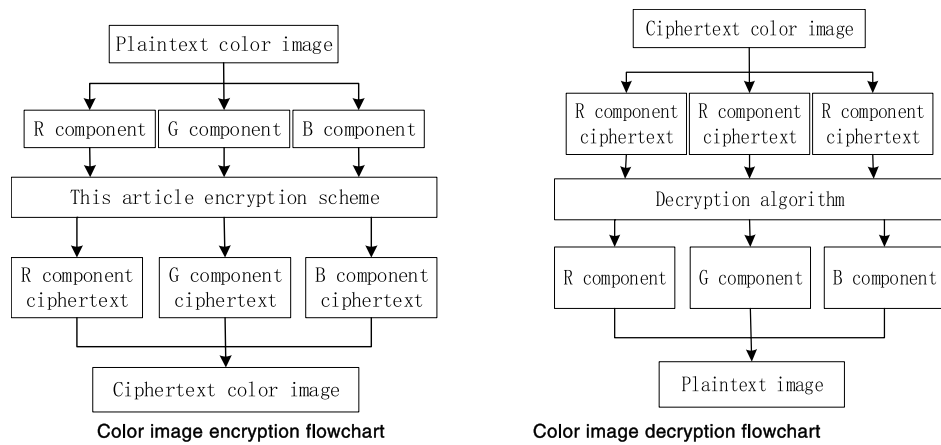 Plaintext color image
R component
G component
B component
This article encryption scheme
R component
ciphertext
G component
ciphertext
B component
ciphertext
Ciphertext color image
Color image encryption flowchart
Ciphertext color image
R component
ciphertext
R component
ciphertext
R component
ciphertext
Decryption algorithm
R component
G component
B component
Plaintext image
Color image decryption flowchart